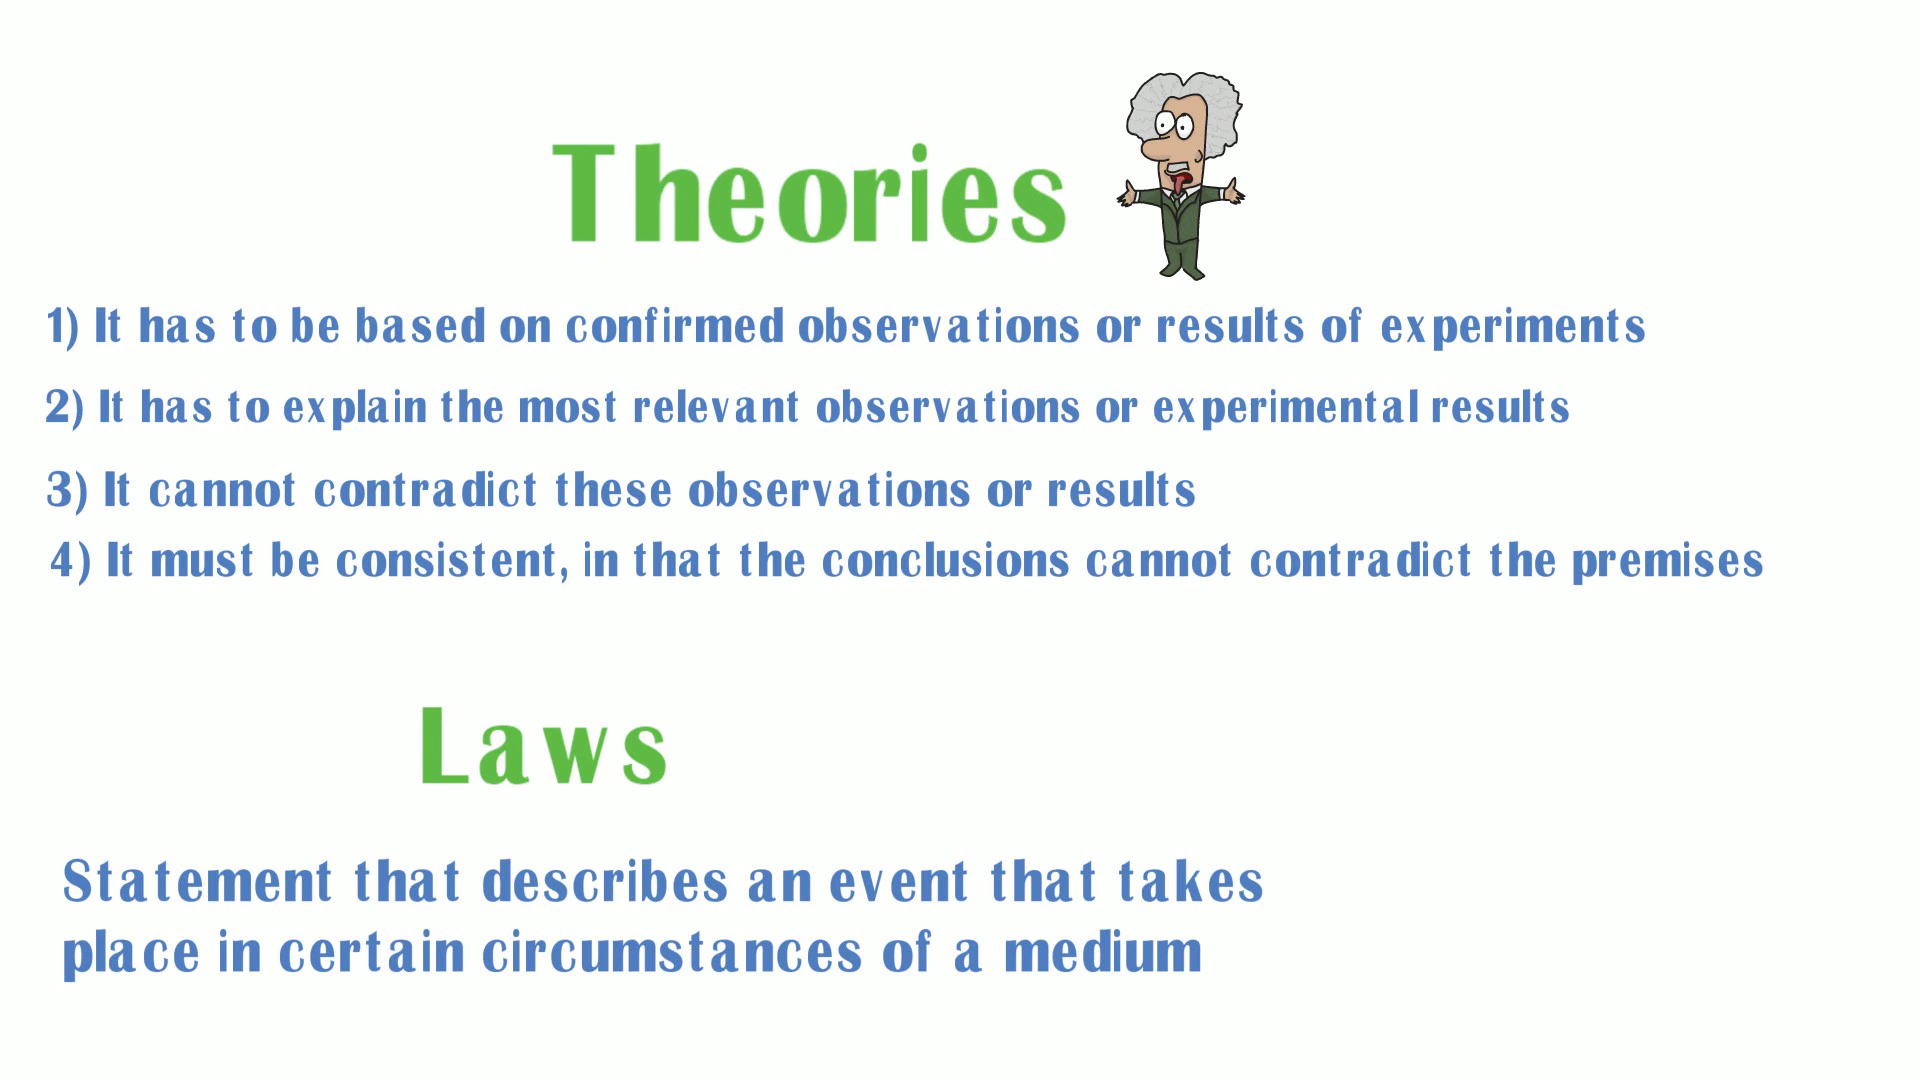 Theories
1) It has to be based on confirmed observations or results of experiments
2) It has to explain the most relevant observations or experimental results
3) It cannot contradict these observations or results
4) It must be consistent, in that the conclusions cannot contradict the premises
Laws
Statement that describes an event that takes
place in certain circumstances of a medium